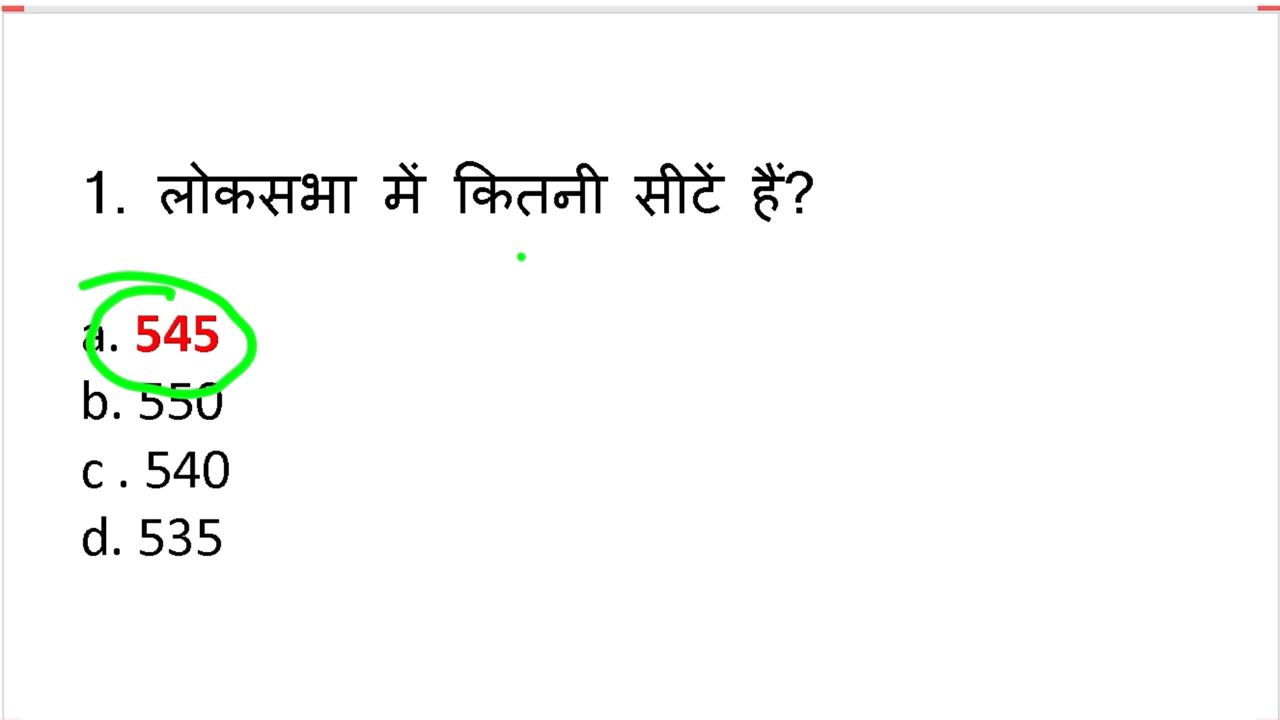 1. लोकसभा में कितनी सीटें हैं?
a. 545
b. 550
c . 540
d. 535